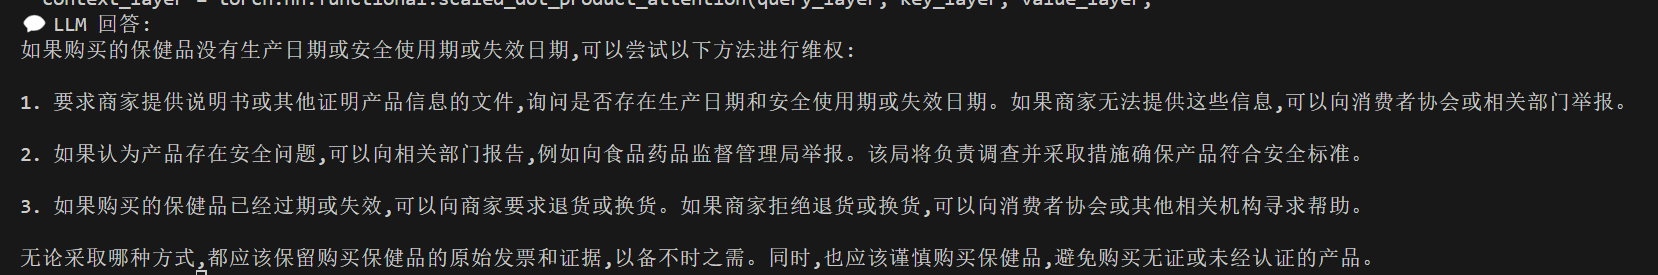 context_layer = torch.nn.functional.scaled_dot_product_attention(query_layer, key_layer, value_layer,
💬 LLM 回答:
如果购买的保健品没有生产日期或安全使用期或失效日期,可以尝试以下方法进行维权:
1. 要求商家提供说明书或其他证明产品信息的文件,询问是否存在生产日期和安全使用期或失效日期。如果商家无法提供这些信息,可以向消费者协会或相关部门举报。
2. 如果认为产品存在安全问题,可以向相关部门报告,例如向食品药品监督管理局举报。该局将负责调查并采取措施确保产品符合安全标准。
3. 如果购买的保健品已经过期或失效,可以向商家要求退货或换货。如果商家拒绝退货或换货,可以向消费者协会或其他相关机构寻求帮助。
无论采取哪种方式,都应该保留购买保健品的原始发票和证据,以备不时之需。同时,也应该谨慎购买保健品,避免购买无证或未经认证的产品。